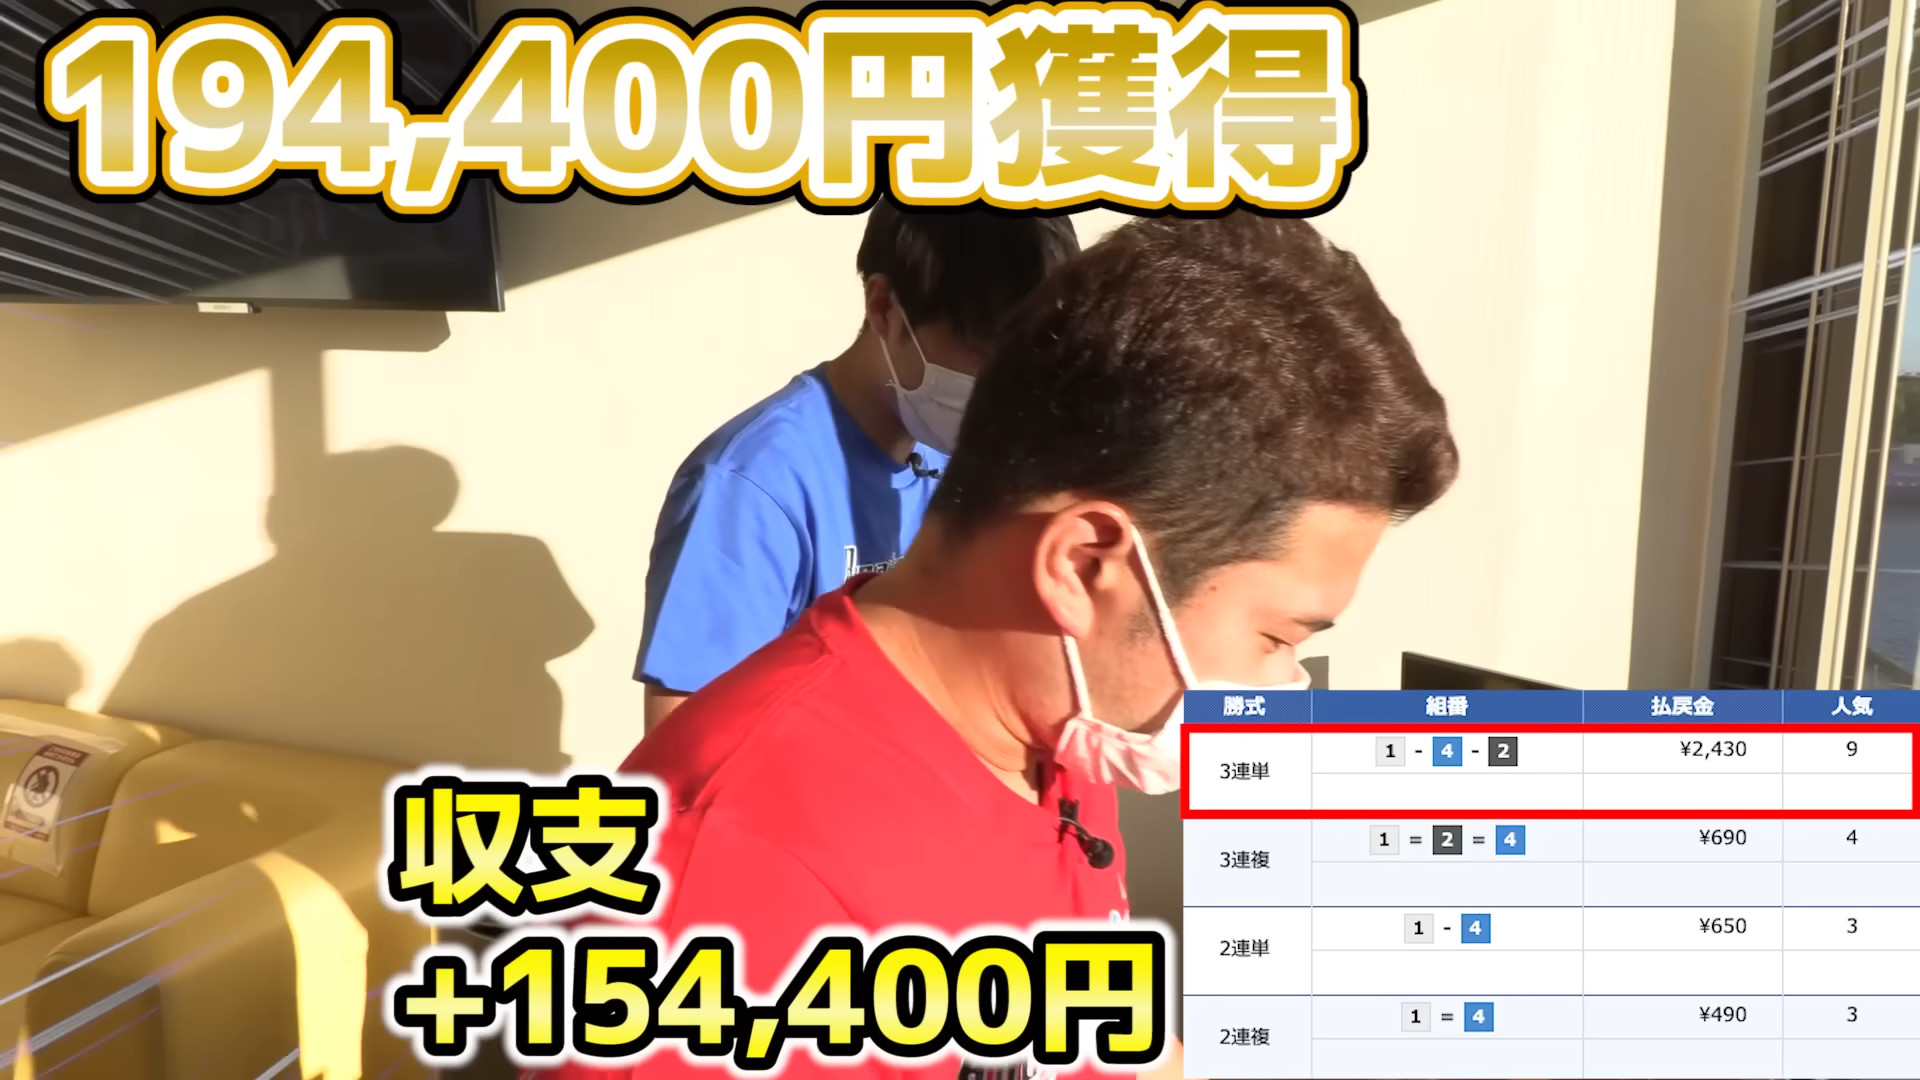 194,400円獲得
収支
+154,400円
勝式 組番 払戻金 人気
3連単 1 - 4 - 2 ¥2,430 9
3連複 1 = 2 = 4 ¥690 4
2連単 1 - 4 ¥650 3
2連複 1 = 4 ¥490 3